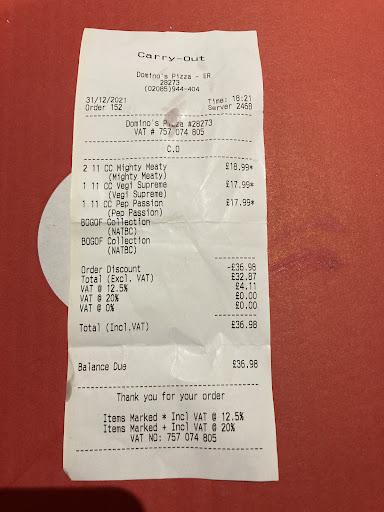 Carry-Out
Domino's Pizza - ER
28273
(02085)944-404
31/12/2021 Time: 18:21
Order 152 Server 2468
Domino's Pizza #28273
VAT # 757 074 805
C.O
2 11 CC Mighty Meaty £18.99*
(Mighty Meaty)
1 11 CC Vegi Supreme £17.99*
(Vegi Supreme)
1 11 CC Pep Passion £17.99*
(Pep Passion)
BOGOF Collection
(NATBC)
BOGOF Collection
(NATBC)
Order Discount -£36.98
Total (Excl. VAT) £32.87
VAT @ 12.5% £4.11
VAT @ 20% £0.00
VAT @ 0% £0.00
Total (Incl.VAT) £36.98
Balance Due £36.98
Thank you for your order
Items Marked * Incl VAT @ 12.5%
Items Marked + Incl VAT @ 20%
VAT NO: 757 074 805